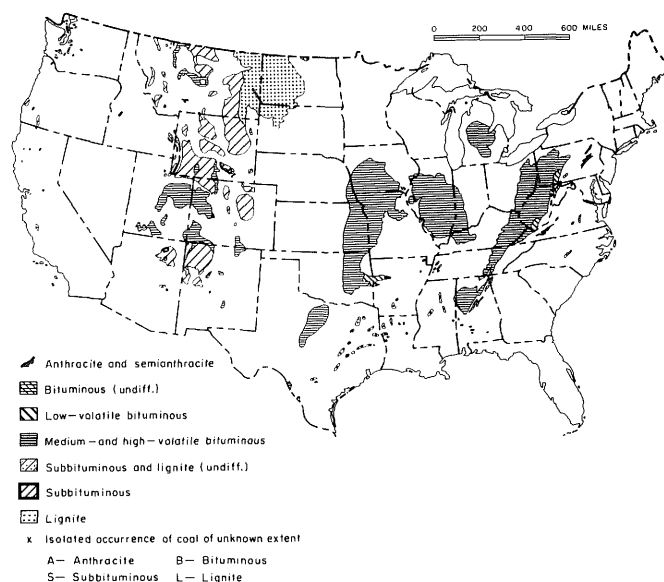 0 200 400 600 MILES
Anthracite and semianthracite
Bituminous (undiff.)
Low-volatile bituminous
Medium-and high-volatile bituminous
Subbituminous and lignite (undiff.)
Subbituminous
Lignite
x Isolated occurrence of coal of unknown extent
A- Anthracite B- Bituminous
S- Subbituminous L- Lignite